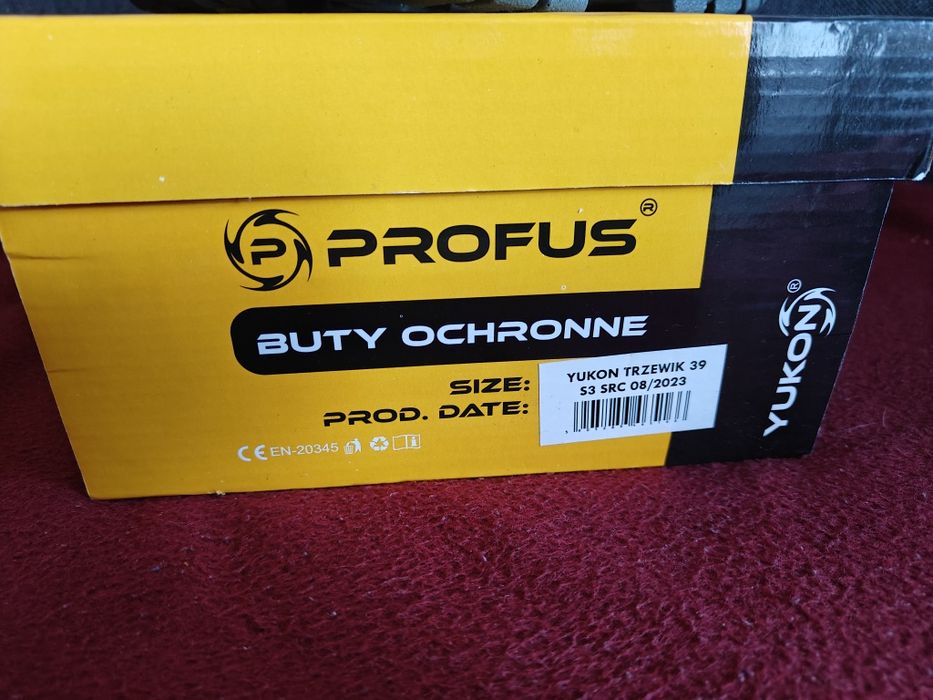 P PROFUS®
BUTY OCHRONNE
SIZE:
PROD. DATE:
YUKON TRZEWIK 39
S3 SRC 08/2023
CE EN-20345
YUKON®